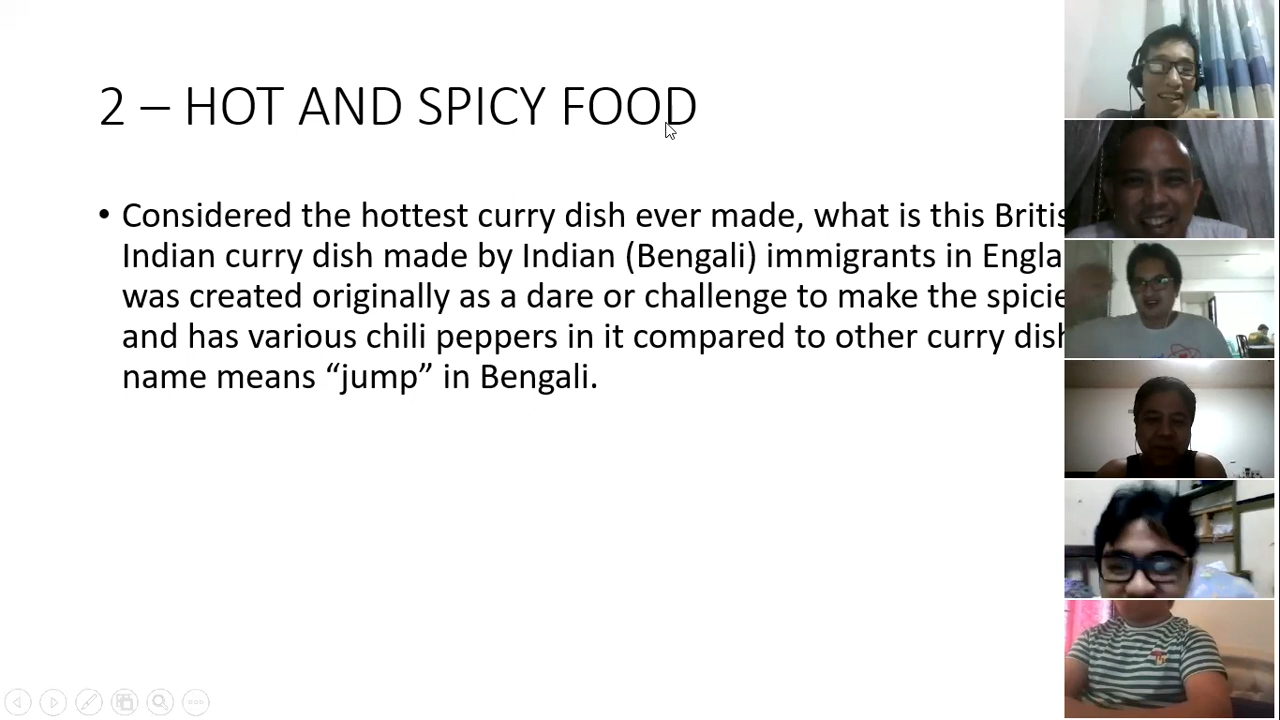 2 – HOT AND SPICY FOOD
• Considered the hottest curry dish ever made, what is this Britis
Indian curry dish made by Indian (Bengali) immigrants in Engla
was created originally as a dare or challenge to make the spicie
and has various chili peppers in it compared to other curry dish
name means “jump” in Bengali.